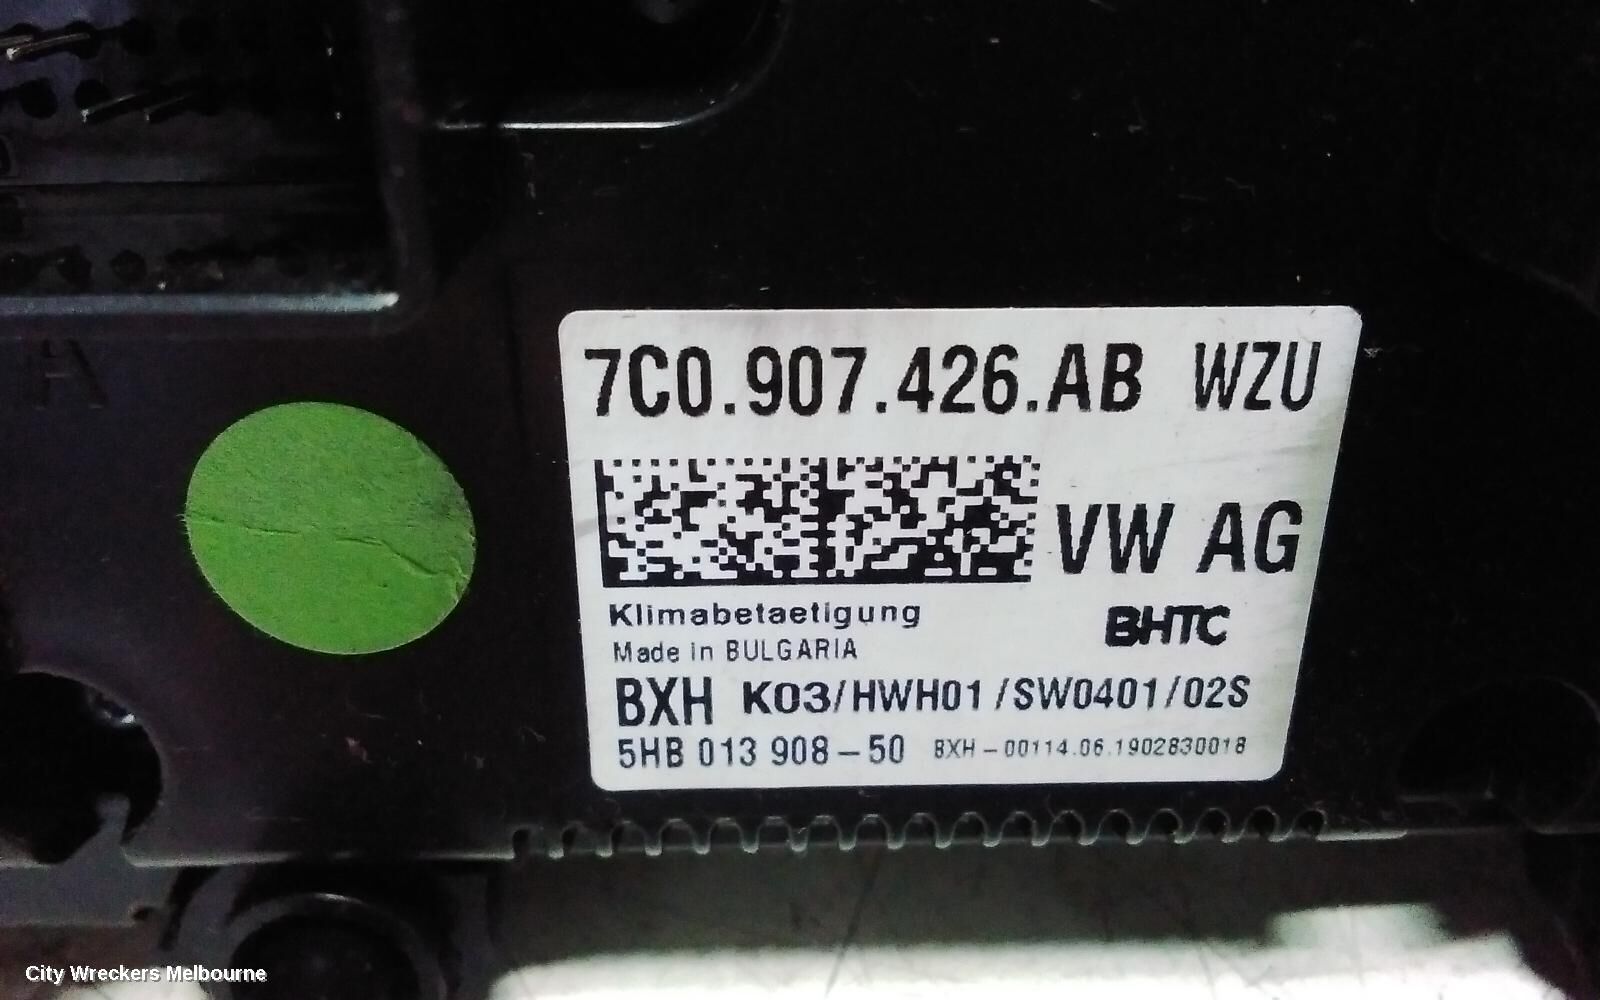 7C0.907.426.AB WZU
VW AG
Klimabetaetigung
BHTC
Made in BULGARIA
BXH K03/HWH01/SW0401/02S
5HB 013 908-50 BXH-00114.06.1902830018
City Wreckers Melbourne